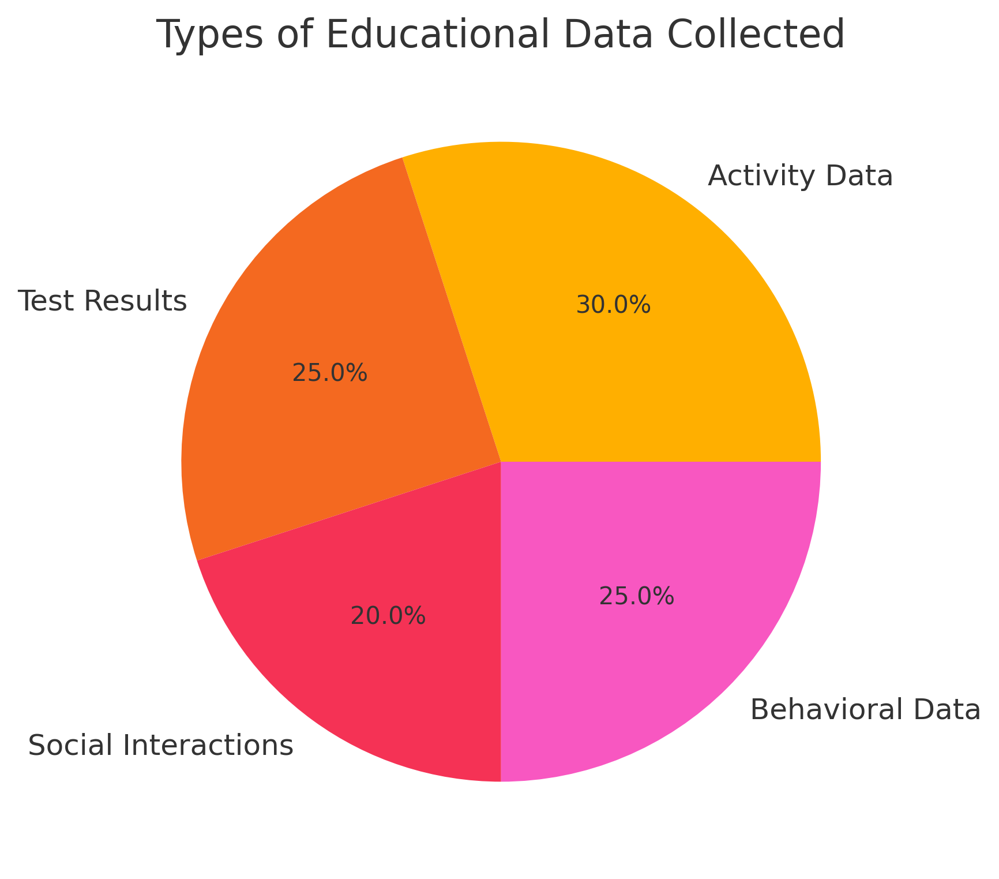 Types of Educational Data Collected
Activity Data
30.0%
Test Results
25.0%
20.0%
Social Interactions
25.0%
Behavioral Data